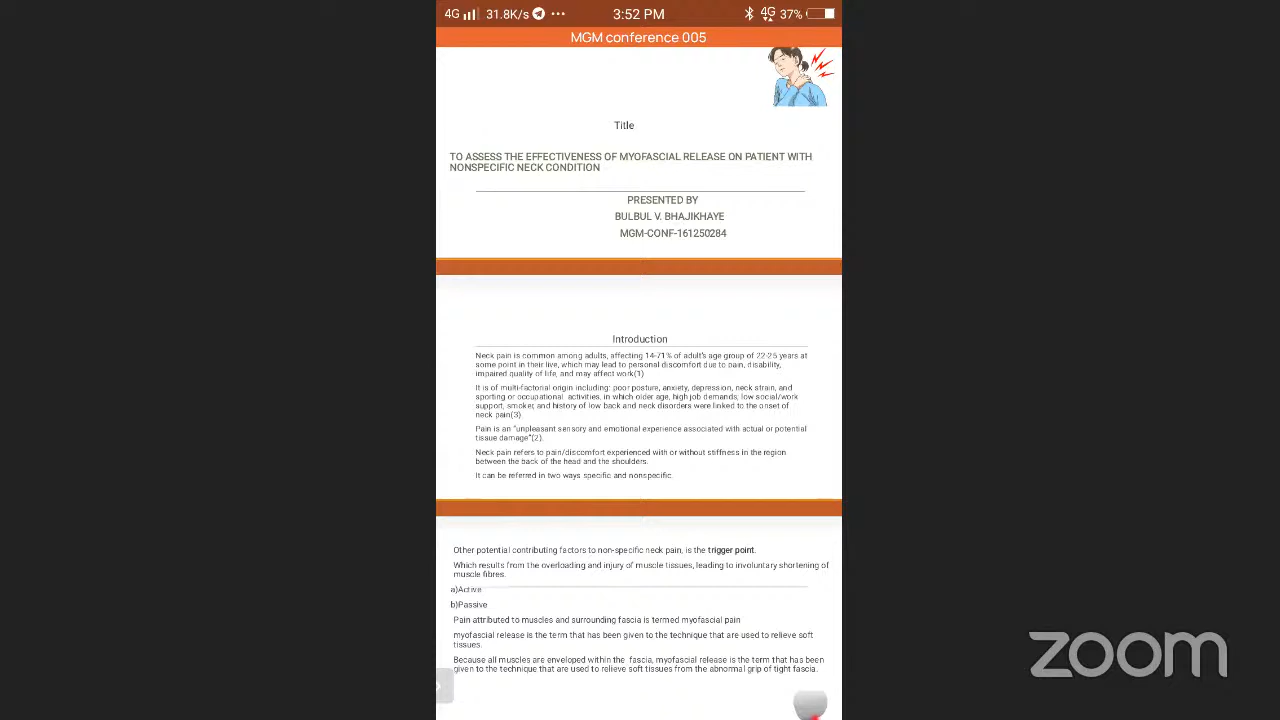 4G 31.8K/s ••• 3:52 PM 4G 37%
MGM conference 005
Title
TO ASSESS THE EFFECTIVENESS OF MYOFASCIAL RELEASE ON PATIENT WITH
NONSPECIFIC NECK CONDITION
PRESENTED BY
BULBUL V. BHAJIKHAYE
MGM-CONF-161250284
Introduction
Neck pain is common among adults, affecting 14-71% of adult's age group of 22-25 years at
some point in their live, which may lead to personal discomfort due to pain, disability,
impaired quality of life, and may affect work(1)
It is of multi-factorial origin including: poor posture, anxiety, depression, neck strain, and
sporting or occupational activities, in which older age, high job demands; low social/work
support, smoker, and history of low back and neck disorders were linked to the onset of
neck pain(3).
Pain is an "unpleasant sensory and emotional experience associated with actual or potential
tissue damage"(2).
Neck pain refers to pain/discomfort experienced with or without stiffness in the region
between the back of the head and the shoulders.
It can be referred in two ways specific and nonspecific.
Other potential contributing factors to non-specific neck pain, is the trigger point.
Which results from the overloading and injury of muscle tissues, leading to involuntary shortening of
muscle fibres.
a)Active
b)Passive
Pain attributed to muscles and surrounding fascia is termed myofascial pain
myofascial release is the term that has been given to the technique that are used to relieve soft
tissues.
Because all muscles are enveloped within the fascia, myofascial release is the term that has been
given to the technique that are used to relieve soft tissues from the abnormal grip of tight fascia.
zoom